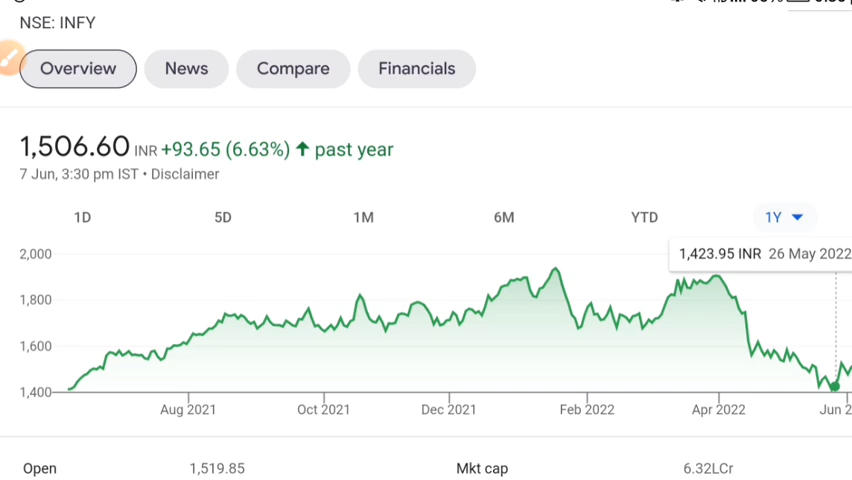 NSE: INFY
Overview News Compare Financials
1,506.60 INR +93.65 (6.63%) ↑ past year
7 Jun, 3:30 pm IST • Disclaimer
1D 5D 1M 6M YTD 1Y
1,423.95 INR 26 May 2022
2,000
1,800
1,600
1,400
Aug 2021 Oct 2021 Dec 2021 Feb 2022 Apr 2022 Jun 2
Open 1,519.85 Mkt cap 6.32LCr